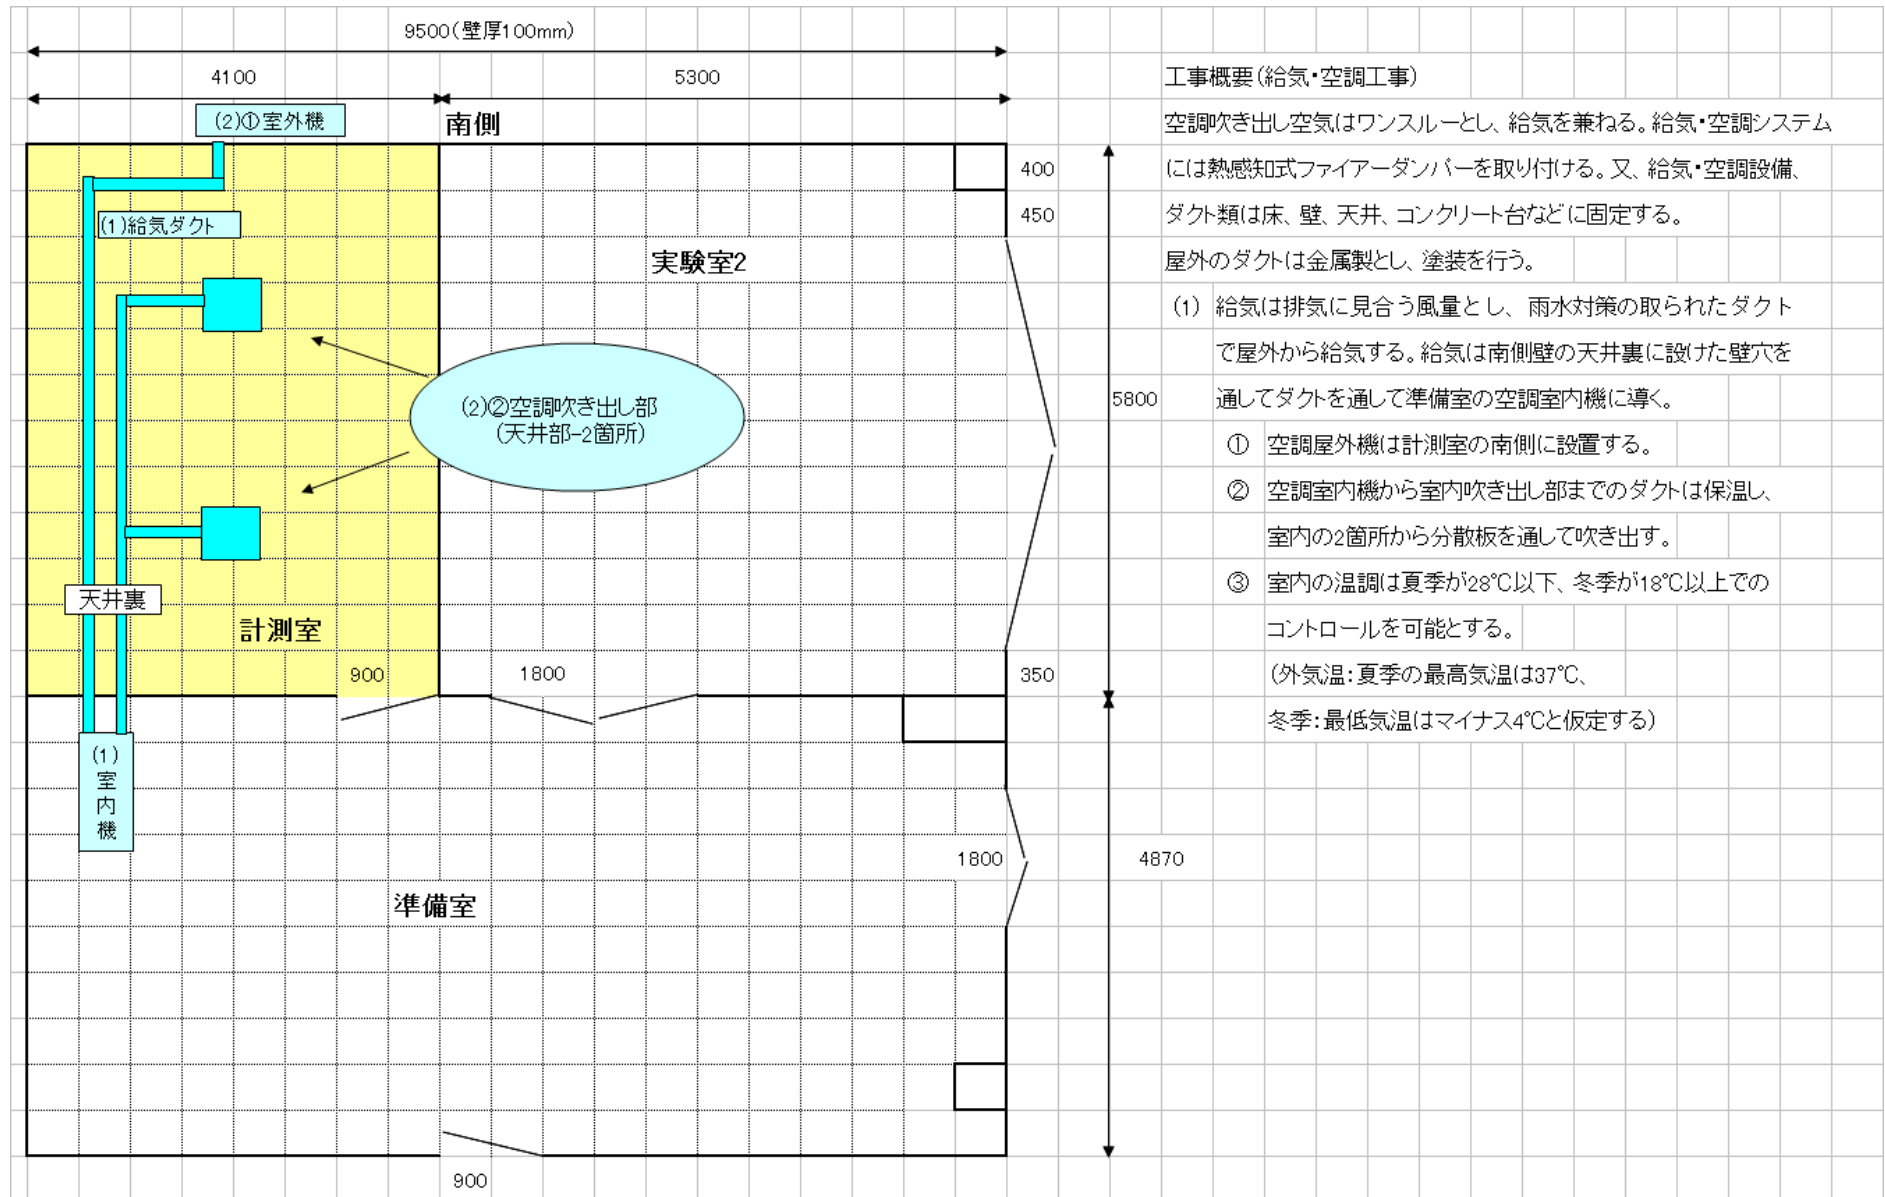 9500(壁厚100mm)
4100
5300
(2)①室外機
南側
(1)給気ダクト
実験室2
400
450
(2)②空調吹き出し部
(天井部-2箇所)
5800
天井裏
計測室
900
1800
350
(1)
室
内
機
1800
4870
準備室
900
工事概要(給気・空調工事)
空調吹き出し空気はワンスルーとし、給気を兼ねる。給気・空調システム
には熱感知式ファイアーダンパーを取り付ける。又、給気・空調設備、
ダクト類は床、壁、天井、コンクリート台などに固定する。
屋外のダクトは金属製とし、塗装を行う。
(1) 給気は排気に見合う風量とし、雨水対策の取られたダクト
で屋外から給気する。給気は南側壁の天井裏に設けた壁穴を
通してダクトを通して準備室の空調室内機に導く。
① 空調屋外機は計測室の南側に設置する。
② 空調室内機から室内吹き出し部までのダクトは保温し、
室内の2箇所から分散板を通して吹き出す。
③ 室内の温調は夏季が28℃以下、冬季が18℃以上での
コントロールを可能とする。
(外気温:夏季の最高気温は37℃、
冬季:最低気温はマイナス4℃と仮定する)